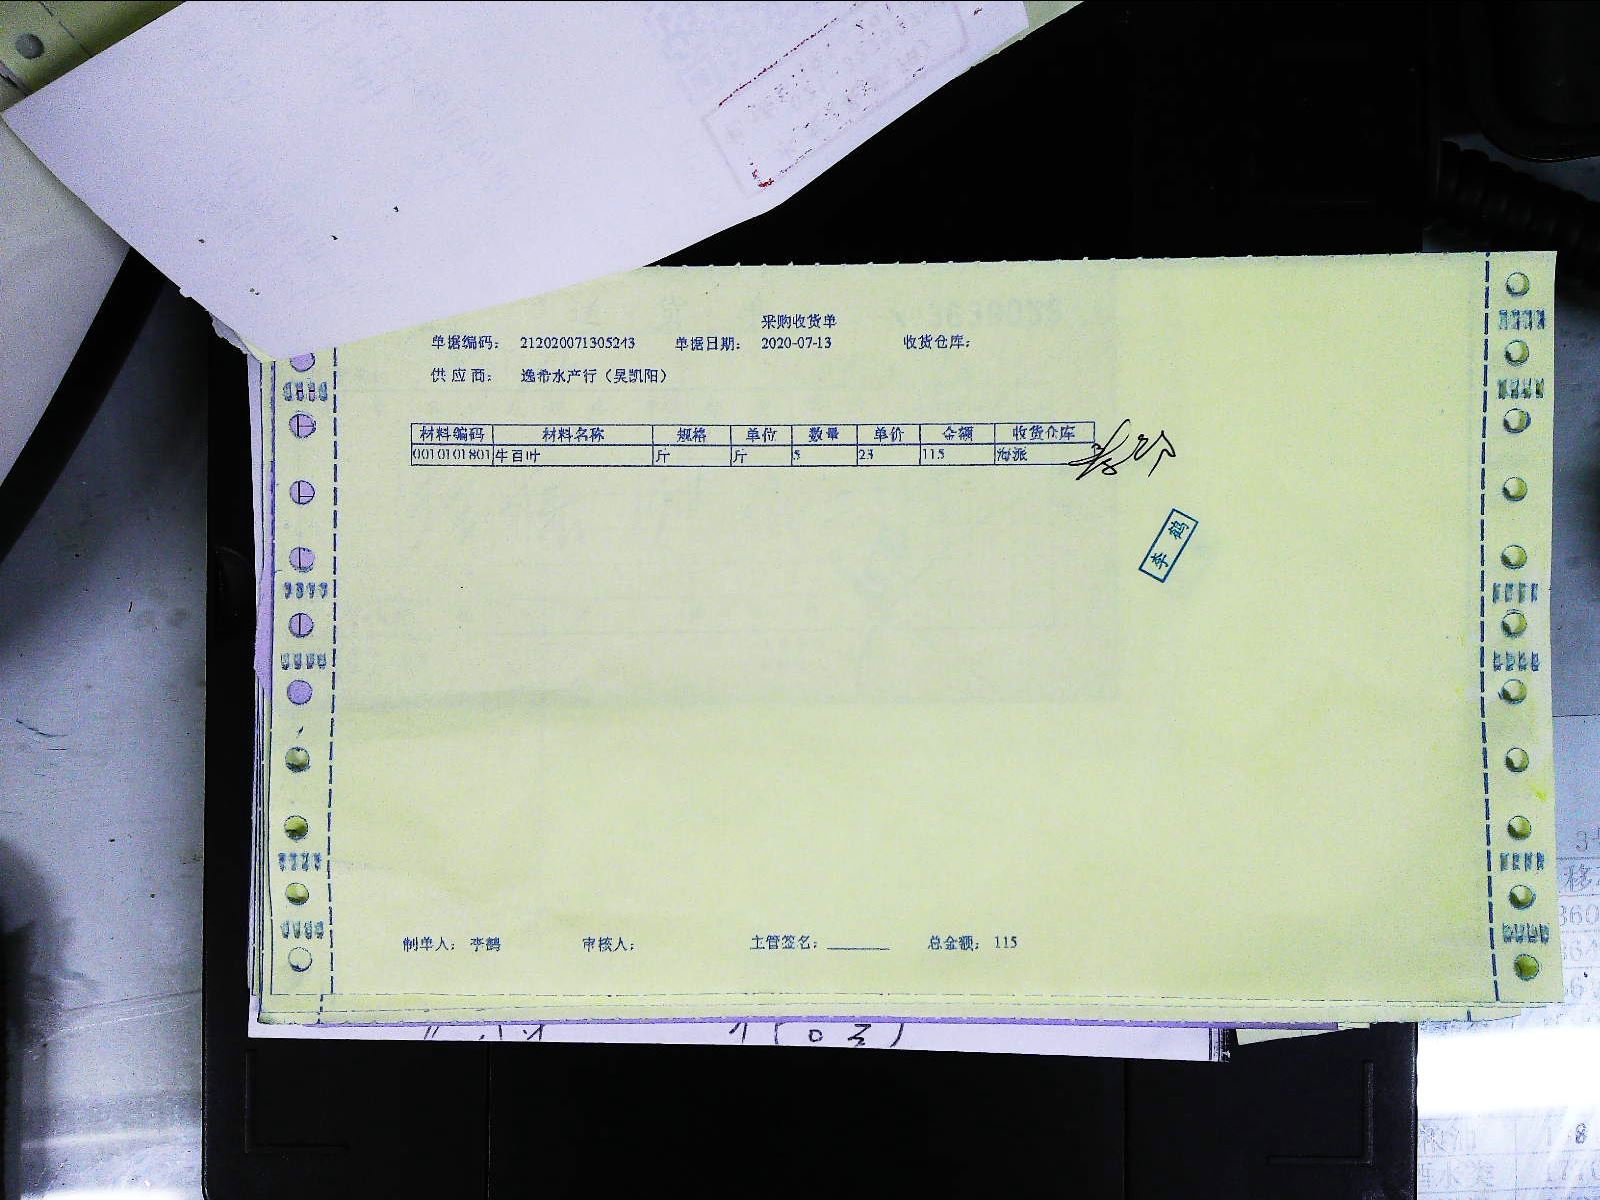 采购收货单
单据编码： 212020071305243 单据日期： 2020-07-13 收货仓库：
供 应 商： 逸希水产行（吴凯阳）
材料编码 材料名称 规格 单位 数量 单价 金额 收货仓库
0010101801 牛百叶 斤 斤 5 23 115 海派
李鹤
制单人： 李鹤 审核人： 主管签名： 总金额： 115